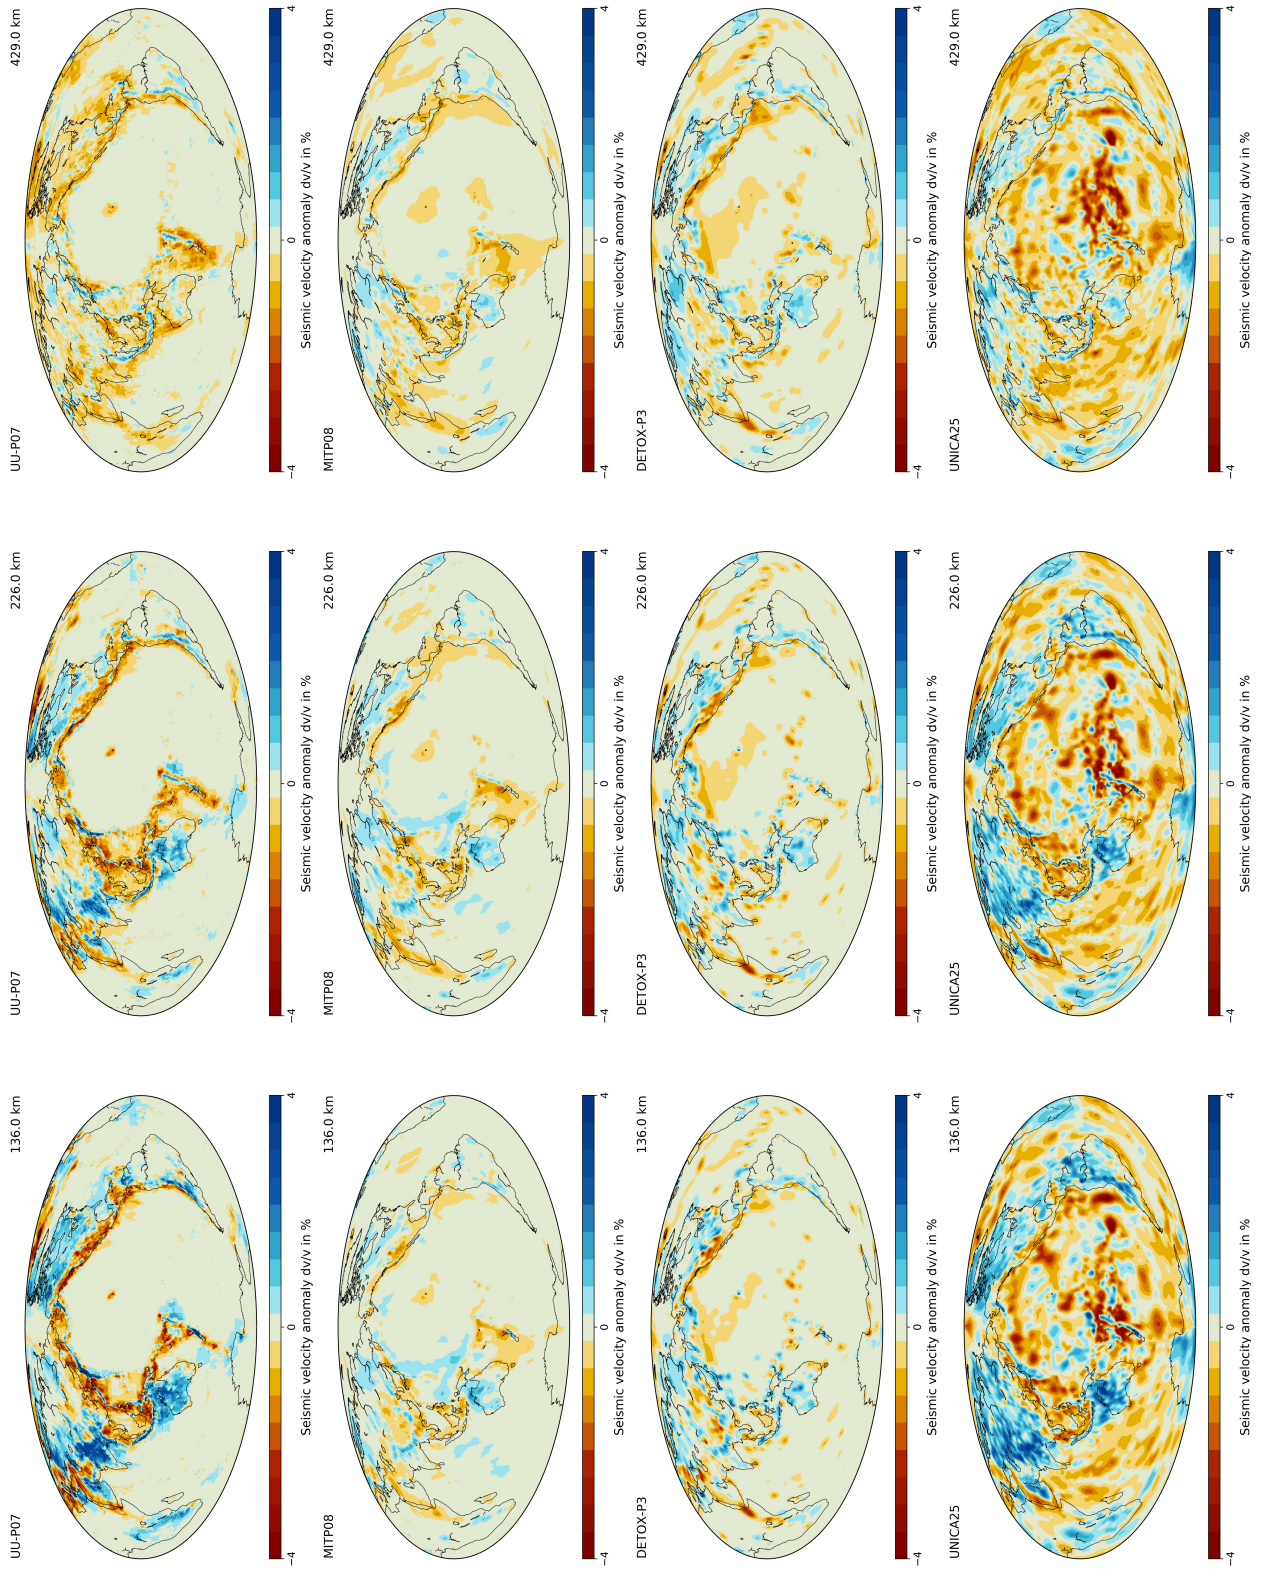 UU-P07 136.0 km
−4 0 4
Seismic velocity anomaly dv/v in %
UU-P07 226.0 km
−4 0 4
Seismic velocity anomaly dv/v in %
UU-P07 429.0 km
−4 0 4
Seismic velocity anomaly dv/v in %
MITP08 136.0 km
−4 0 4
Seismic velocity anomaly dv/v in %
MITP08 226.0 km
−4 0 4
Seismic velocity anomaly dv/v in %
MITP08 429.0 km
−4 0 4
Seismic velocity anomaly dv/v in %
DETOX-P3 136.0 km
−4 0 4
Seismic velocity anomaly dv/v in %
DETOX-P3 226.0 km
−4 0 4
Seismic velocity anomaly dv/v in %
DETOX-P3 429.0 km
−4 0 4
Seismic velocity anomaly dv/v in %
UNICA25 136.0 km
−4 0 4
Seismic velocity anomaly dv/v in %
UNICA25 226.0 km
−4 0 4
Seismic velocity anomaly dv/v in %
UNICA25 429.0 km
−4 0 4
Seismic velocity anomaly dv/v in %